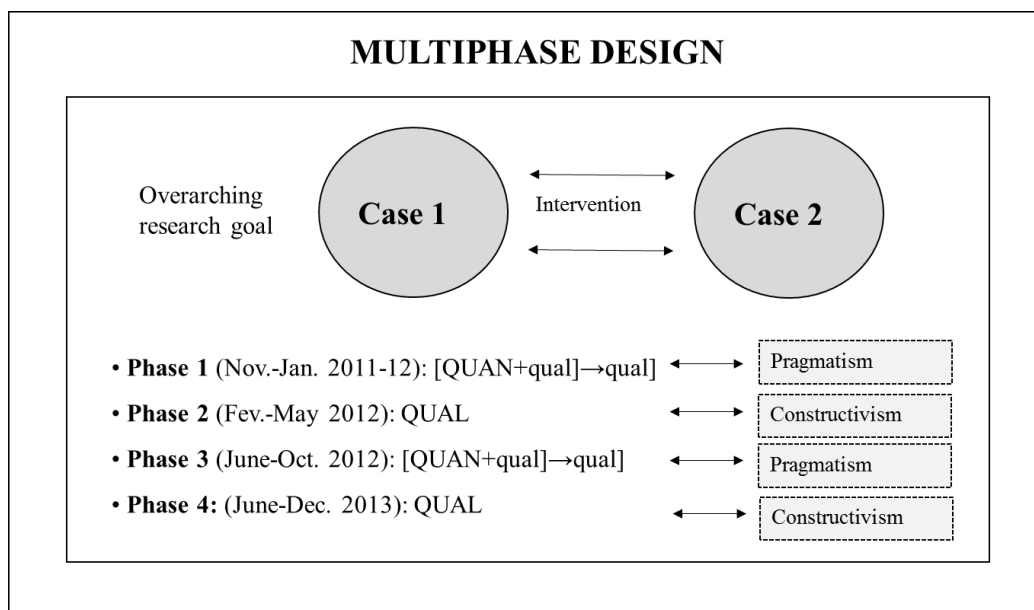 MULTIPHASE DESIGN
Overarching
research goal
Case 1
Intervention
Case 2
• Phase 1 (Nov.-Jan. 2011-12): [QUAN+qual]→qual]
Pragmatism
• Phase 2 (Fev.-May 2012): QUAL
Constructivism
• Phase 3 (June-Oct. 2012): [QUAN+qual]→qual]
Pragmatism
• Phase 4: (June-Dec. 2013): QUAL
Constructivism